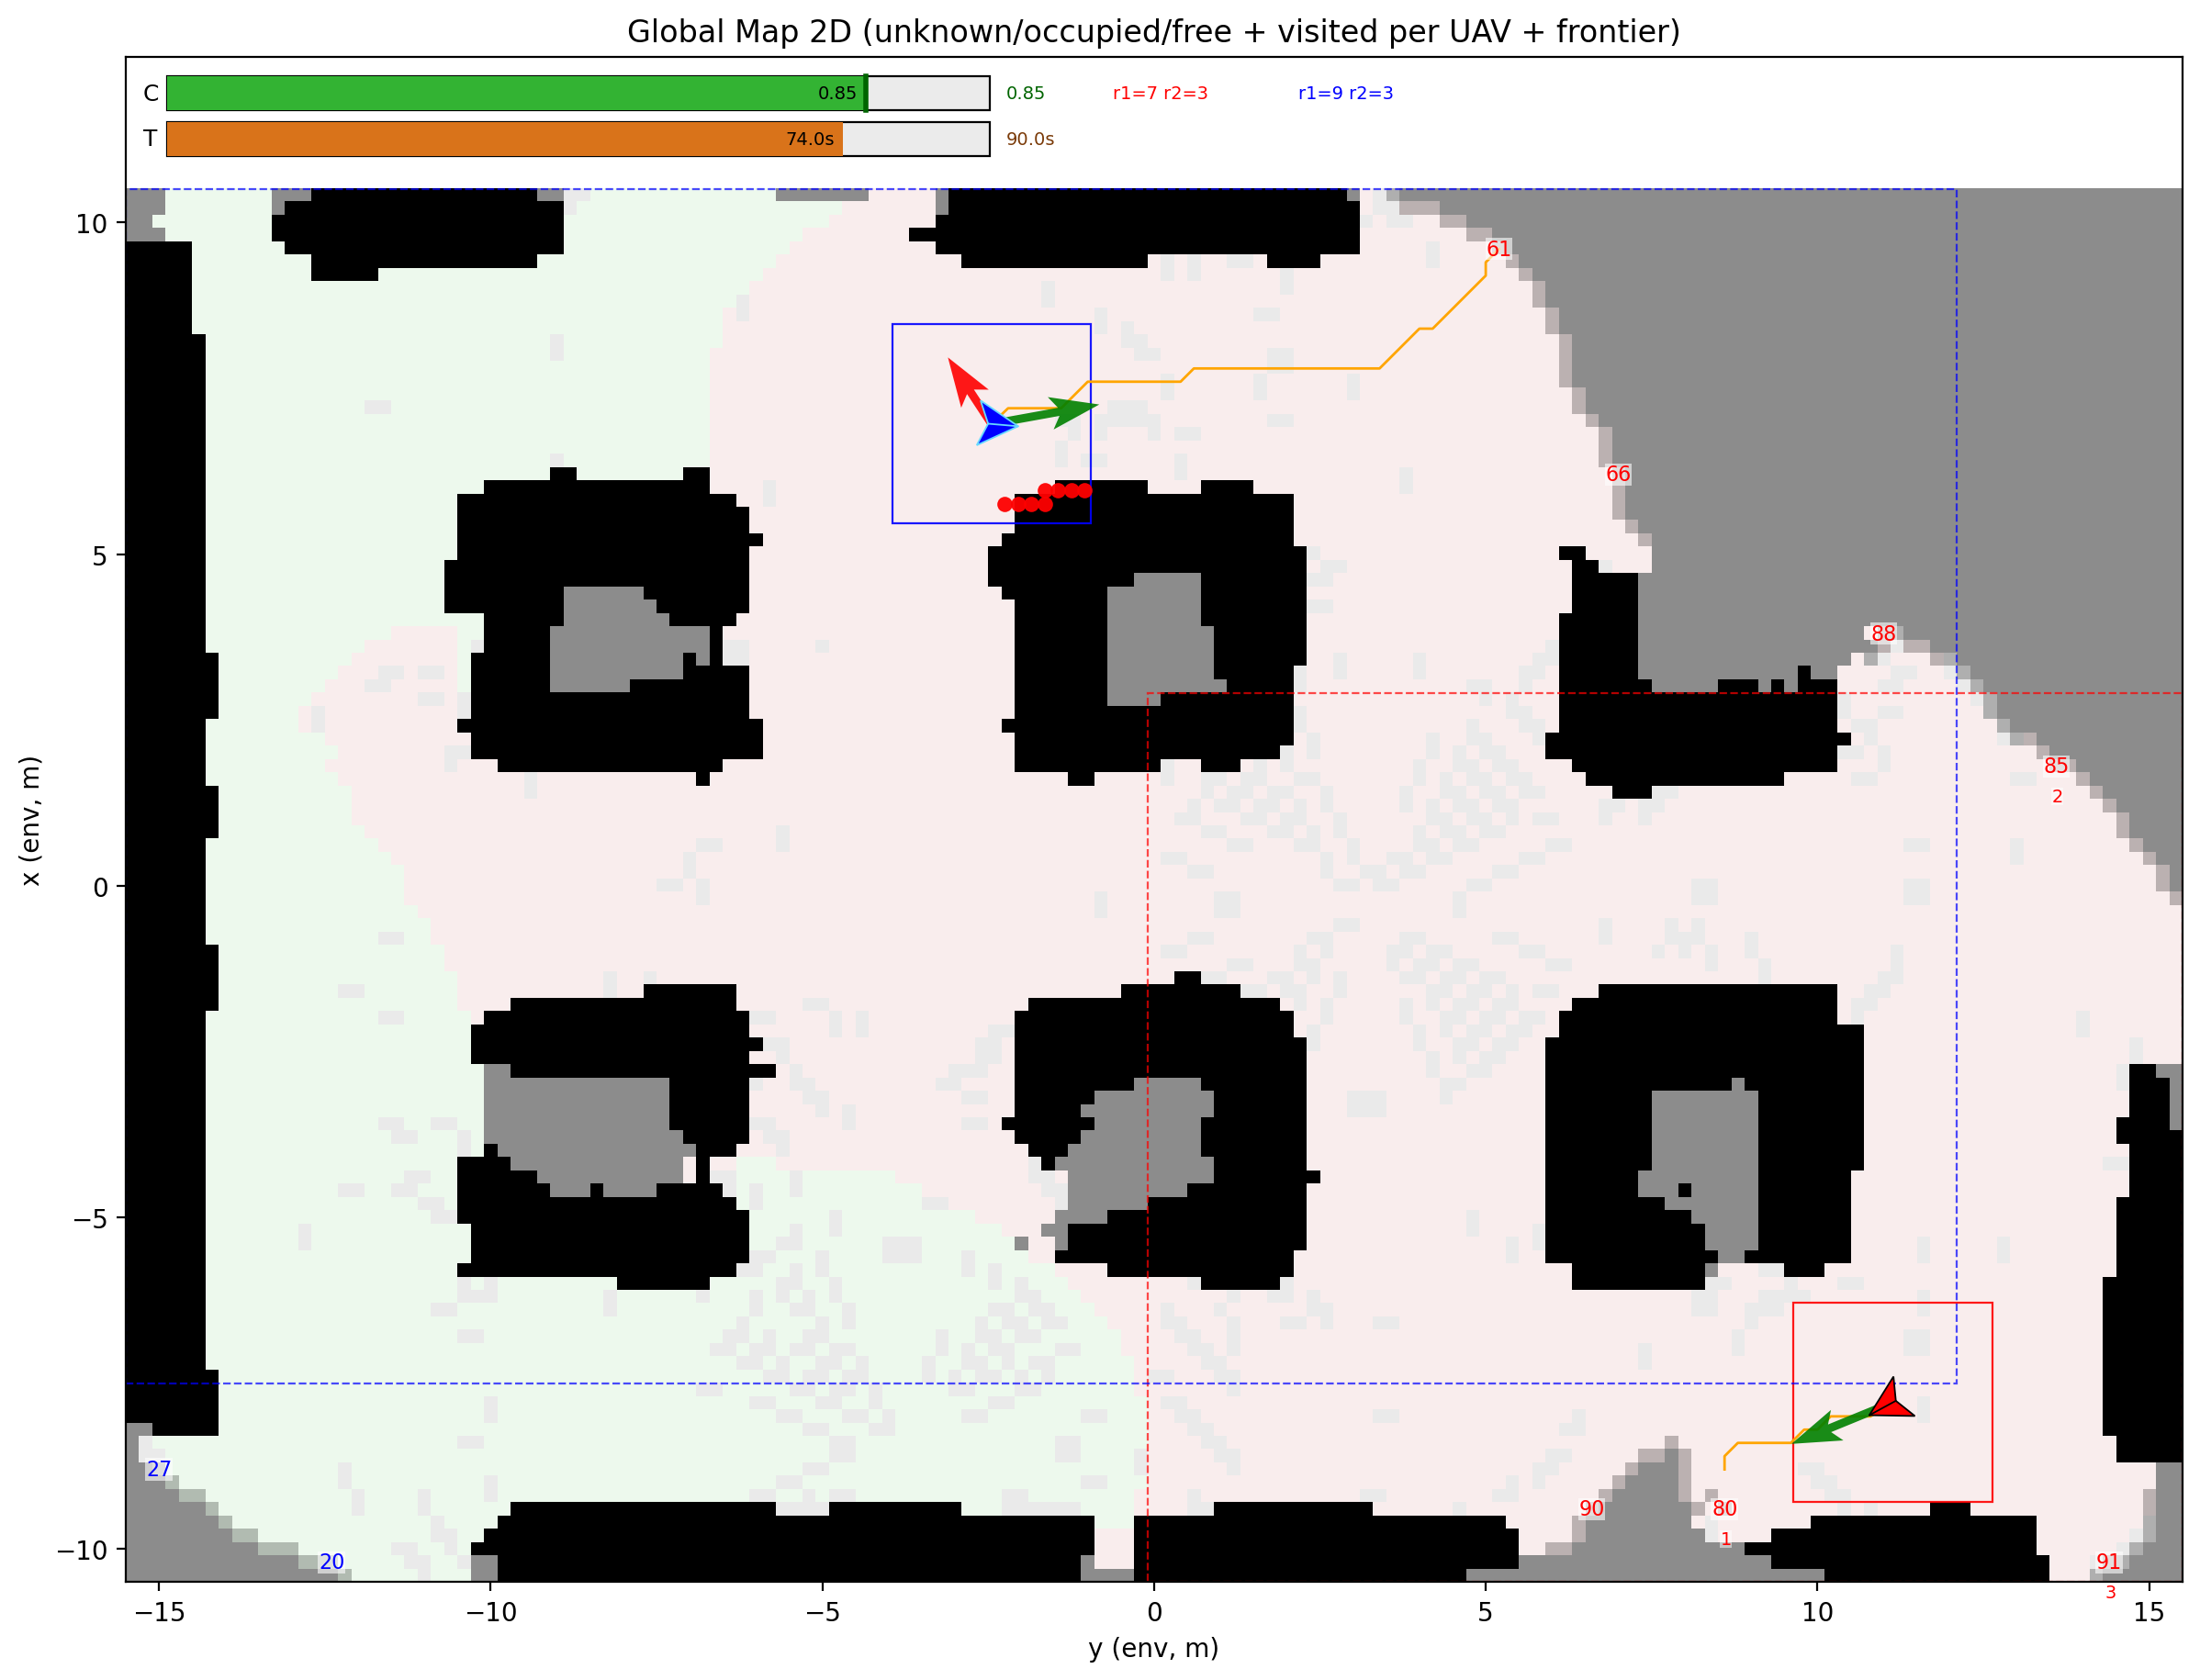 Global Map 2D (unknown/occupied/free + visited per UAV + frontier)
C 0.85 0.85 r1=7 r2=3 r1=9 r2=3
T 74.0s 90.0s
10
5
0
−5
−10
x (env, m)
61
66
88
85
2
27
20
90
80
1
91
3
−15 −10 −5 0 5 10 15
y (env, m)